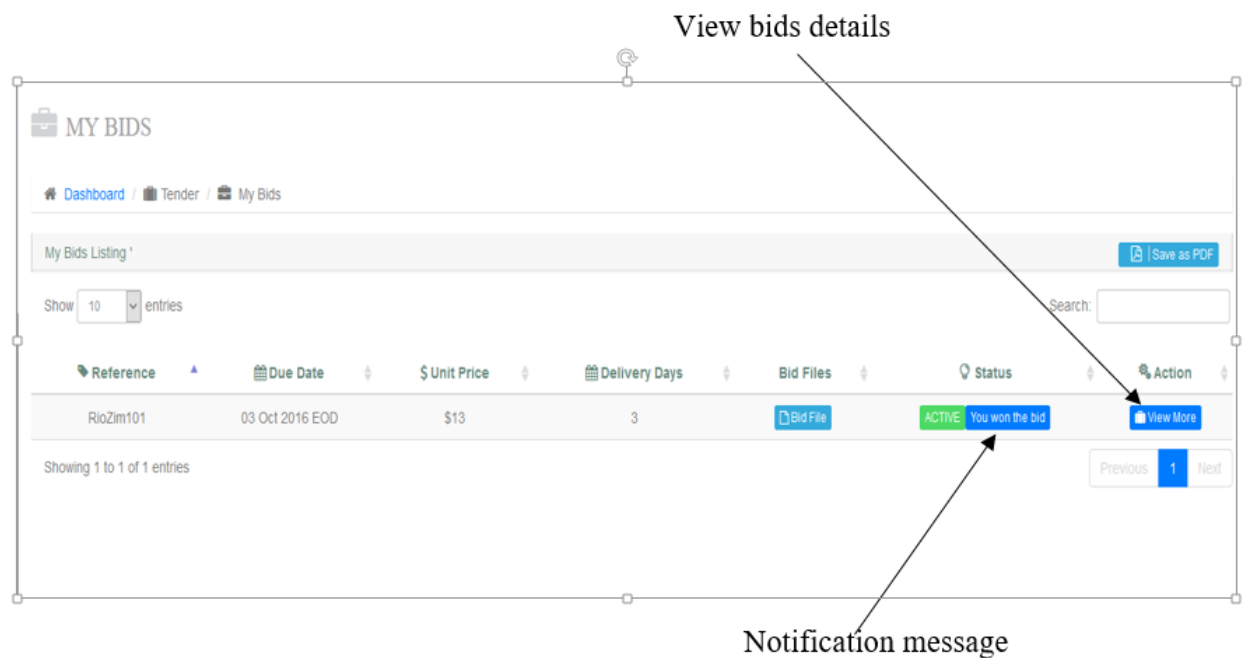 View bids details
MY BIDS
Dashboard / Tender / My Bids
My Bids Listing '
Save as PDF
Show 10 entries
Search:
Reference Due Date $ Unit Price Delivery Days Bid Files Status Action
RioZim101 03 Oct 2016 EOD $13 3 Bid File ACTIVE You won the bid View More
Showing 1 to 1 of 1 entries
Previous 1 Next
Notification message